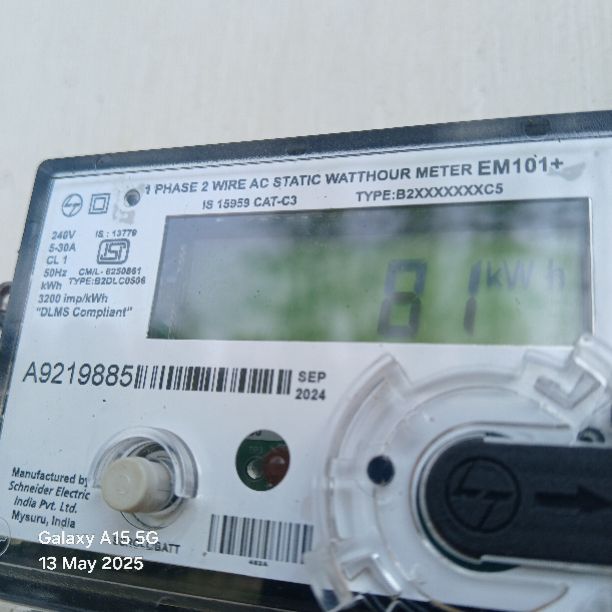 1 PHASE 2 WIRE AC STATIC WATTHOUR METER EM101+
IS 15959 CAT-C3 TYPE:B2XXXXXXXC5
240V IS : 13779
5-30A
CL 1
50Hz CM/L- 6250861
kWh TYPE:B2DLC0506
3200 imp/kWh
"DLMS Compliant"
81 kWh
A9219885
SEP
2024
Manufactured by
Schneider Electric
India Pvt. Ltd.
Mysuru, India
BATT
Galaxy A15 5G
13 May 2025